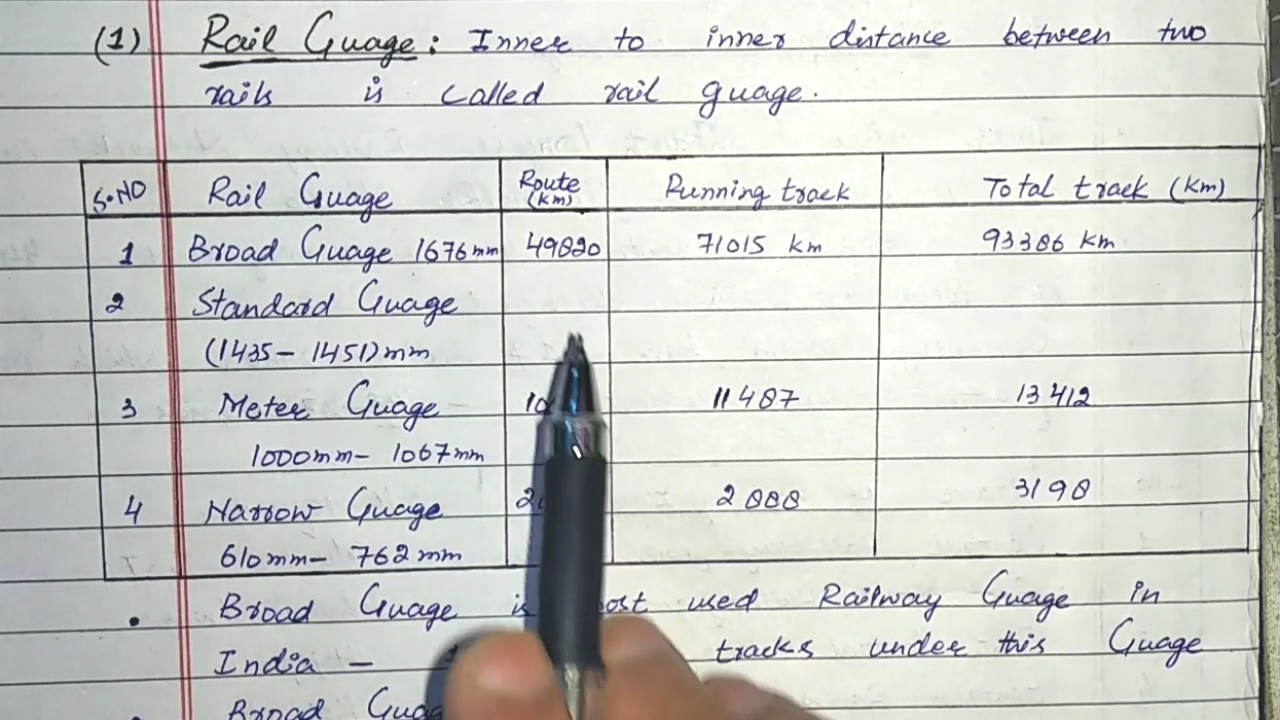 (1) Rail Guage: Inner to inner distance between two
rails is called rail guage.
S.NO Rail Guage Route (km) Running track Total track (Km)
1 Broad Guage 1676mm 49820 71015 km 93386 km
2 Standard Guage
(1435- 1451)mm
3 Meter Guage 11487 13412
1000mm- 1067mm
4 Narrow Guage 2888 3198
610mm- 762mm
• Broad Guage used Railway Guage in
India - tracks under this Guage
Broad